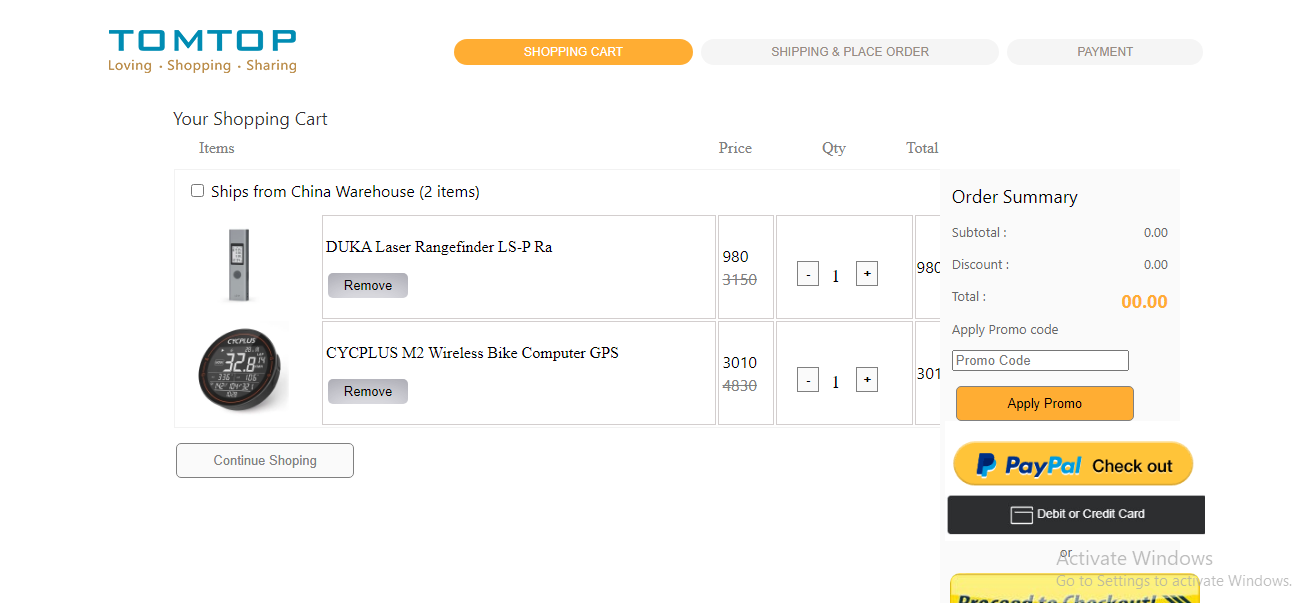 TOMTOP
Loving · Shopping · Sharing
SHOPPING CART
SHIPPING & PLACE ORDER
PAYMENT
Your Shopping Cart
Items Price Qty Total
Ships from China Warehouse (2 items)
DUKA Laser Rangefinder LS-P Ra
Remove
980
3150
- 1 +
980
CYCPLUS
32.8
CYCPLUS M2 Wireless Bike Computer GPS
Remove
3010
4830
- 1 +
301
Continue Shoping
Order Summary
Subtotal : 0.00
Discount : 0.00
Total : 00.00
Apply Promo code
Promo Code
Apply Promo
PayPal Check out
Debit or Credit Card
or
Proceed to Checkout!
Activate Windows
Go to Settings to activate Windows.